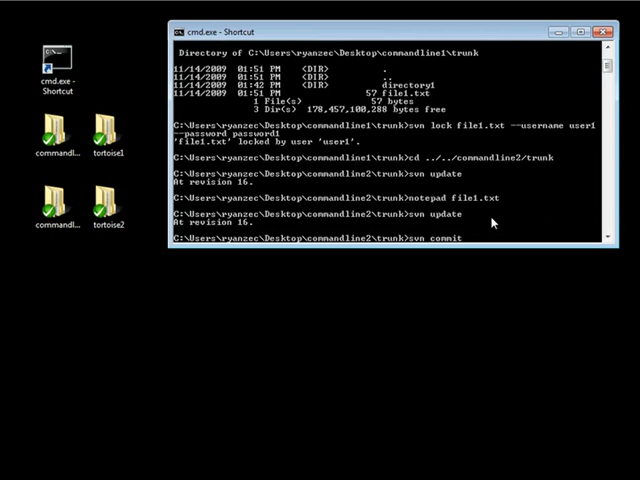 cmd.exe - Shortcut
Directory of C:\Users\ryanzec\Desktop\commandline1\trunk
11/14/2009 01:51 PM <DIR> .
11/14/2009 01:51 PM <DIR> ..
11/14/2009 01:42 PM <DIR> directory1
11/14/2009 01:51 PM 57 file1.txt
1 File(s) 57 bytes
3 Dir(s) 178,457,100,288 bytes free
C:\Users\ryanzec\Desktop\commandline1\trunk>svn lock file1.txt --username user1
--password password1
'file1.txt' locked by user 'user1'.
C:\Users\ryanzec\Desktop\commandline1\trunk>cd ../../commandline2/trunk
C:\Users\ryanzec\Desktop\commandline2\trunk>svn update
At revision 16.
C:\Users\ryanzec\Desktop\commandline2\trunk>notepad file1.txt
C:\Users\ryanzec\Desktop\commandline2\trunk>svn update
At revision 16.
C:\Users\ryanzec\Desktop\commandline2\trunk>svn commit
cmd.exe -
Shortcut
commandl...
tortoise1
commandl...
tortoise2